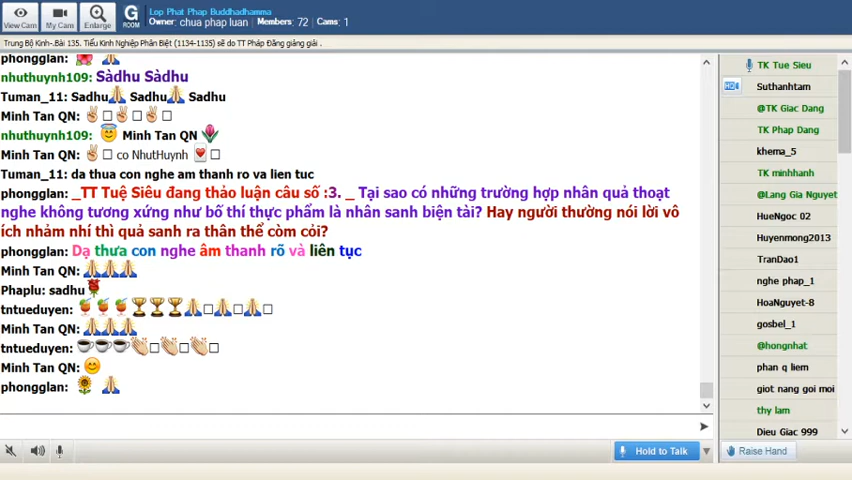 View Cam
My Cam
Enlarge
G
ROOM
Lop Phat Phap Buddhadhamma
Owner: chua phap luan Members: 72 Cams: 1
Trung Bộ Kinh-.Bài 135. Tiểu Kinh Nghiệp Phân Biệt (1134-1135) sẽ do TT Pháp Đăng giảng giải .
phongglan:
nhuthuynh109: Sàdhu Sàdhu
Tuman_11: Sadhu Sadhu Sadhu
Minh Tan QN:
nhuthuynh109: Minh Tan QN
Minh Tan QN: co NhutHuynh
Tuman_11: da thua con nghe am thanh ro va lien tuc
phongglan: _TT Tuệ Siêu đang thảo luận câu số :3. _ Tại sao có những trường hợp nhân quả thoạt
nghe không tương xứng như bố thí thực phẩm là nhân sanh biện tài? Hay người thường nói lời vô
ích nhảm nhí thì quả sanh ra thân thể còm cỏi?
phongglan: Dạ thưa con nghe âm thanh rõ và liên tục
Minh Tan QN:
Phaplu: sadhu
tntueduyen:
Minh Tan QN:
tntueduyen:
Minh Tan QN:
phongglan:
Hold to Talk
TK Tue Sieu
Suthanhtam
@TK Giac Dang
TK Phap Dang
khema_5
TK minhhanh
@Lang Gia Nguyet
HueNgoc 02
Huyenmong2013
TranDao1
nghe phap_1
HoaNguyet-8
gosbel_1
@hongnhat
phan q liem
giot nang goi moi
thy lam
Dieu Giac 999
Raise Hand